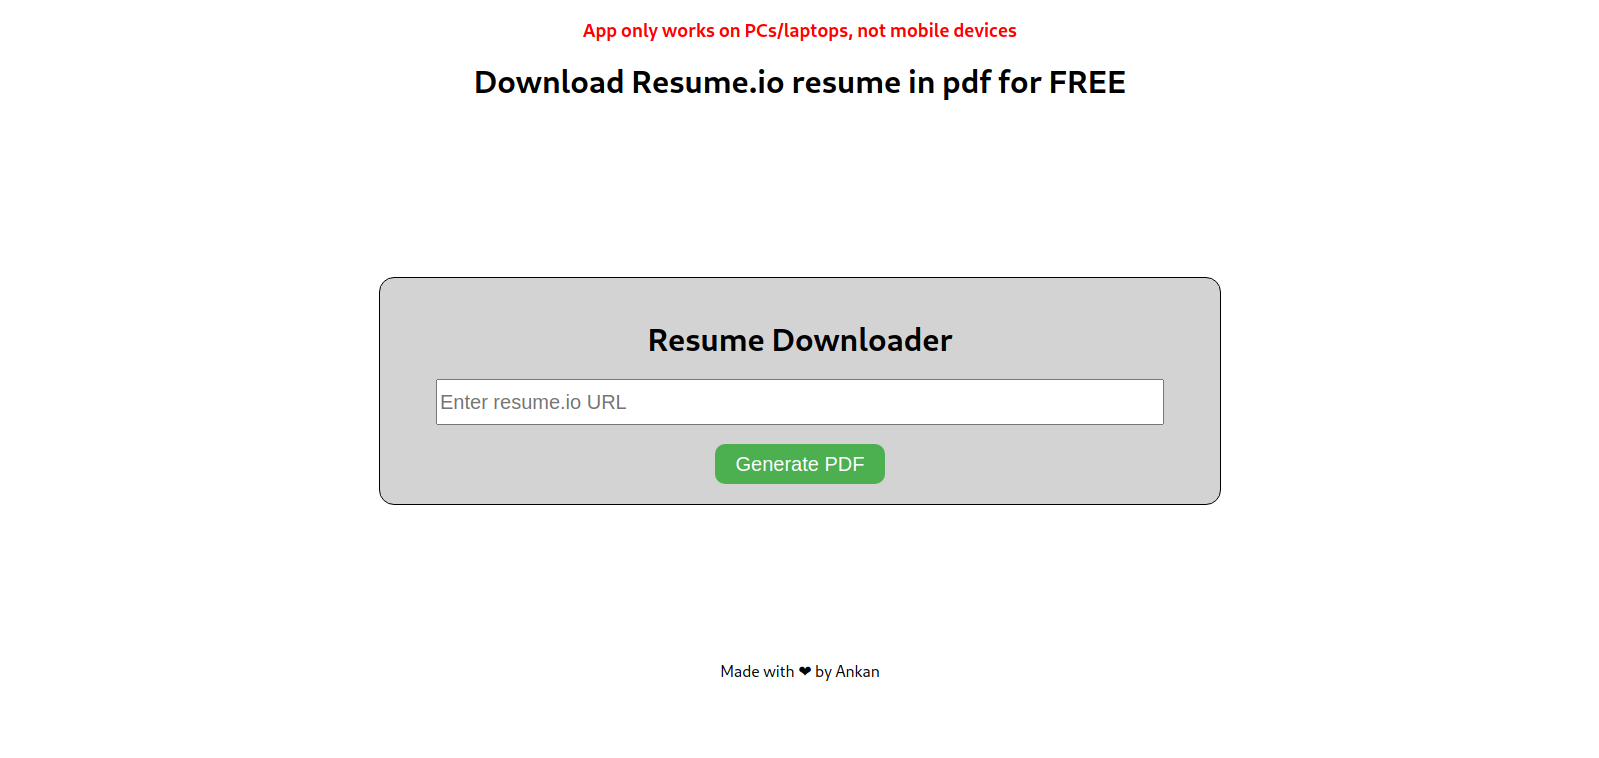 App only works on PCs/laptops, not mobile devices
Download Resume.io resume in pdf for FREE
Resume Downloader
Enter resume.io URL
Generate PDF
Made with ❤ by Ankan